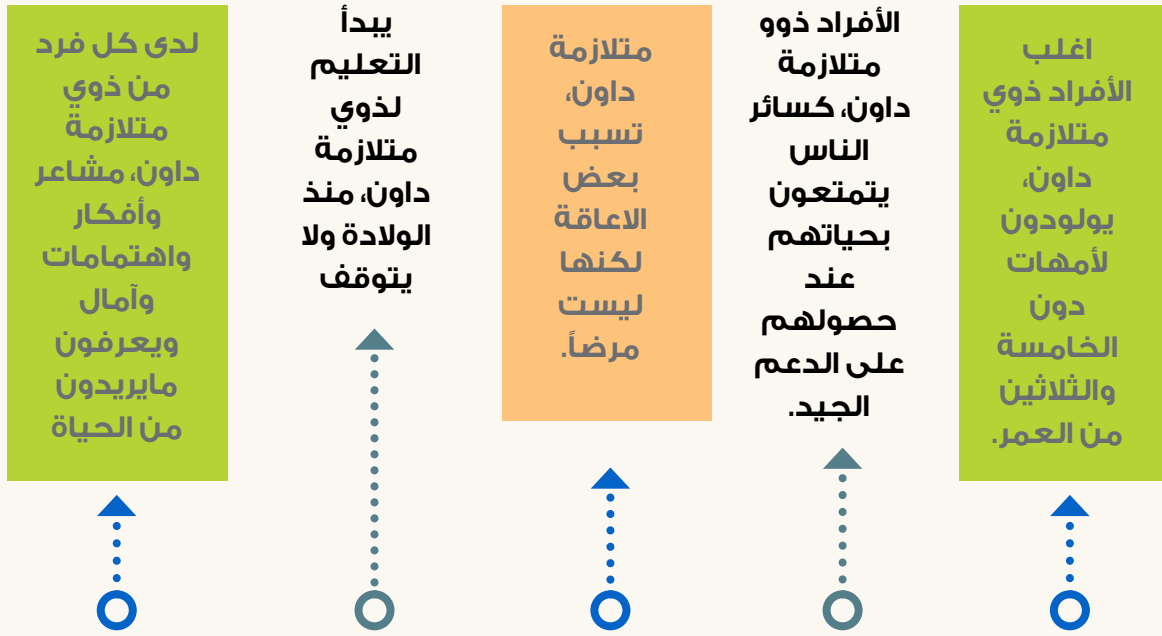 اغلب
الأفراد ذوي
متلازمة
داون،
يولودون
لأمهات
دون
الخامسة
والثلاثين
من العمر.
الأفراد ذوو
متلازمة
داون، كسائر
الناس
يتمتعون
بحياتهم
عند
حصولهم
على الدعم
الجيد.
متلازمة
داون،
تسبب
بعض
الاعاقة
لكنها
ليست
مرضاً.
يبدأ
التعليم
لذوي
متلازمة
داون، منذ
الولادة ولا
يتوقف
لدى كل فرد
من ذوي
متلازمة
داون، مشاعر
وأفكار
واهتمامات
وآمال
ويعرفون
مايريدون
من الحياة